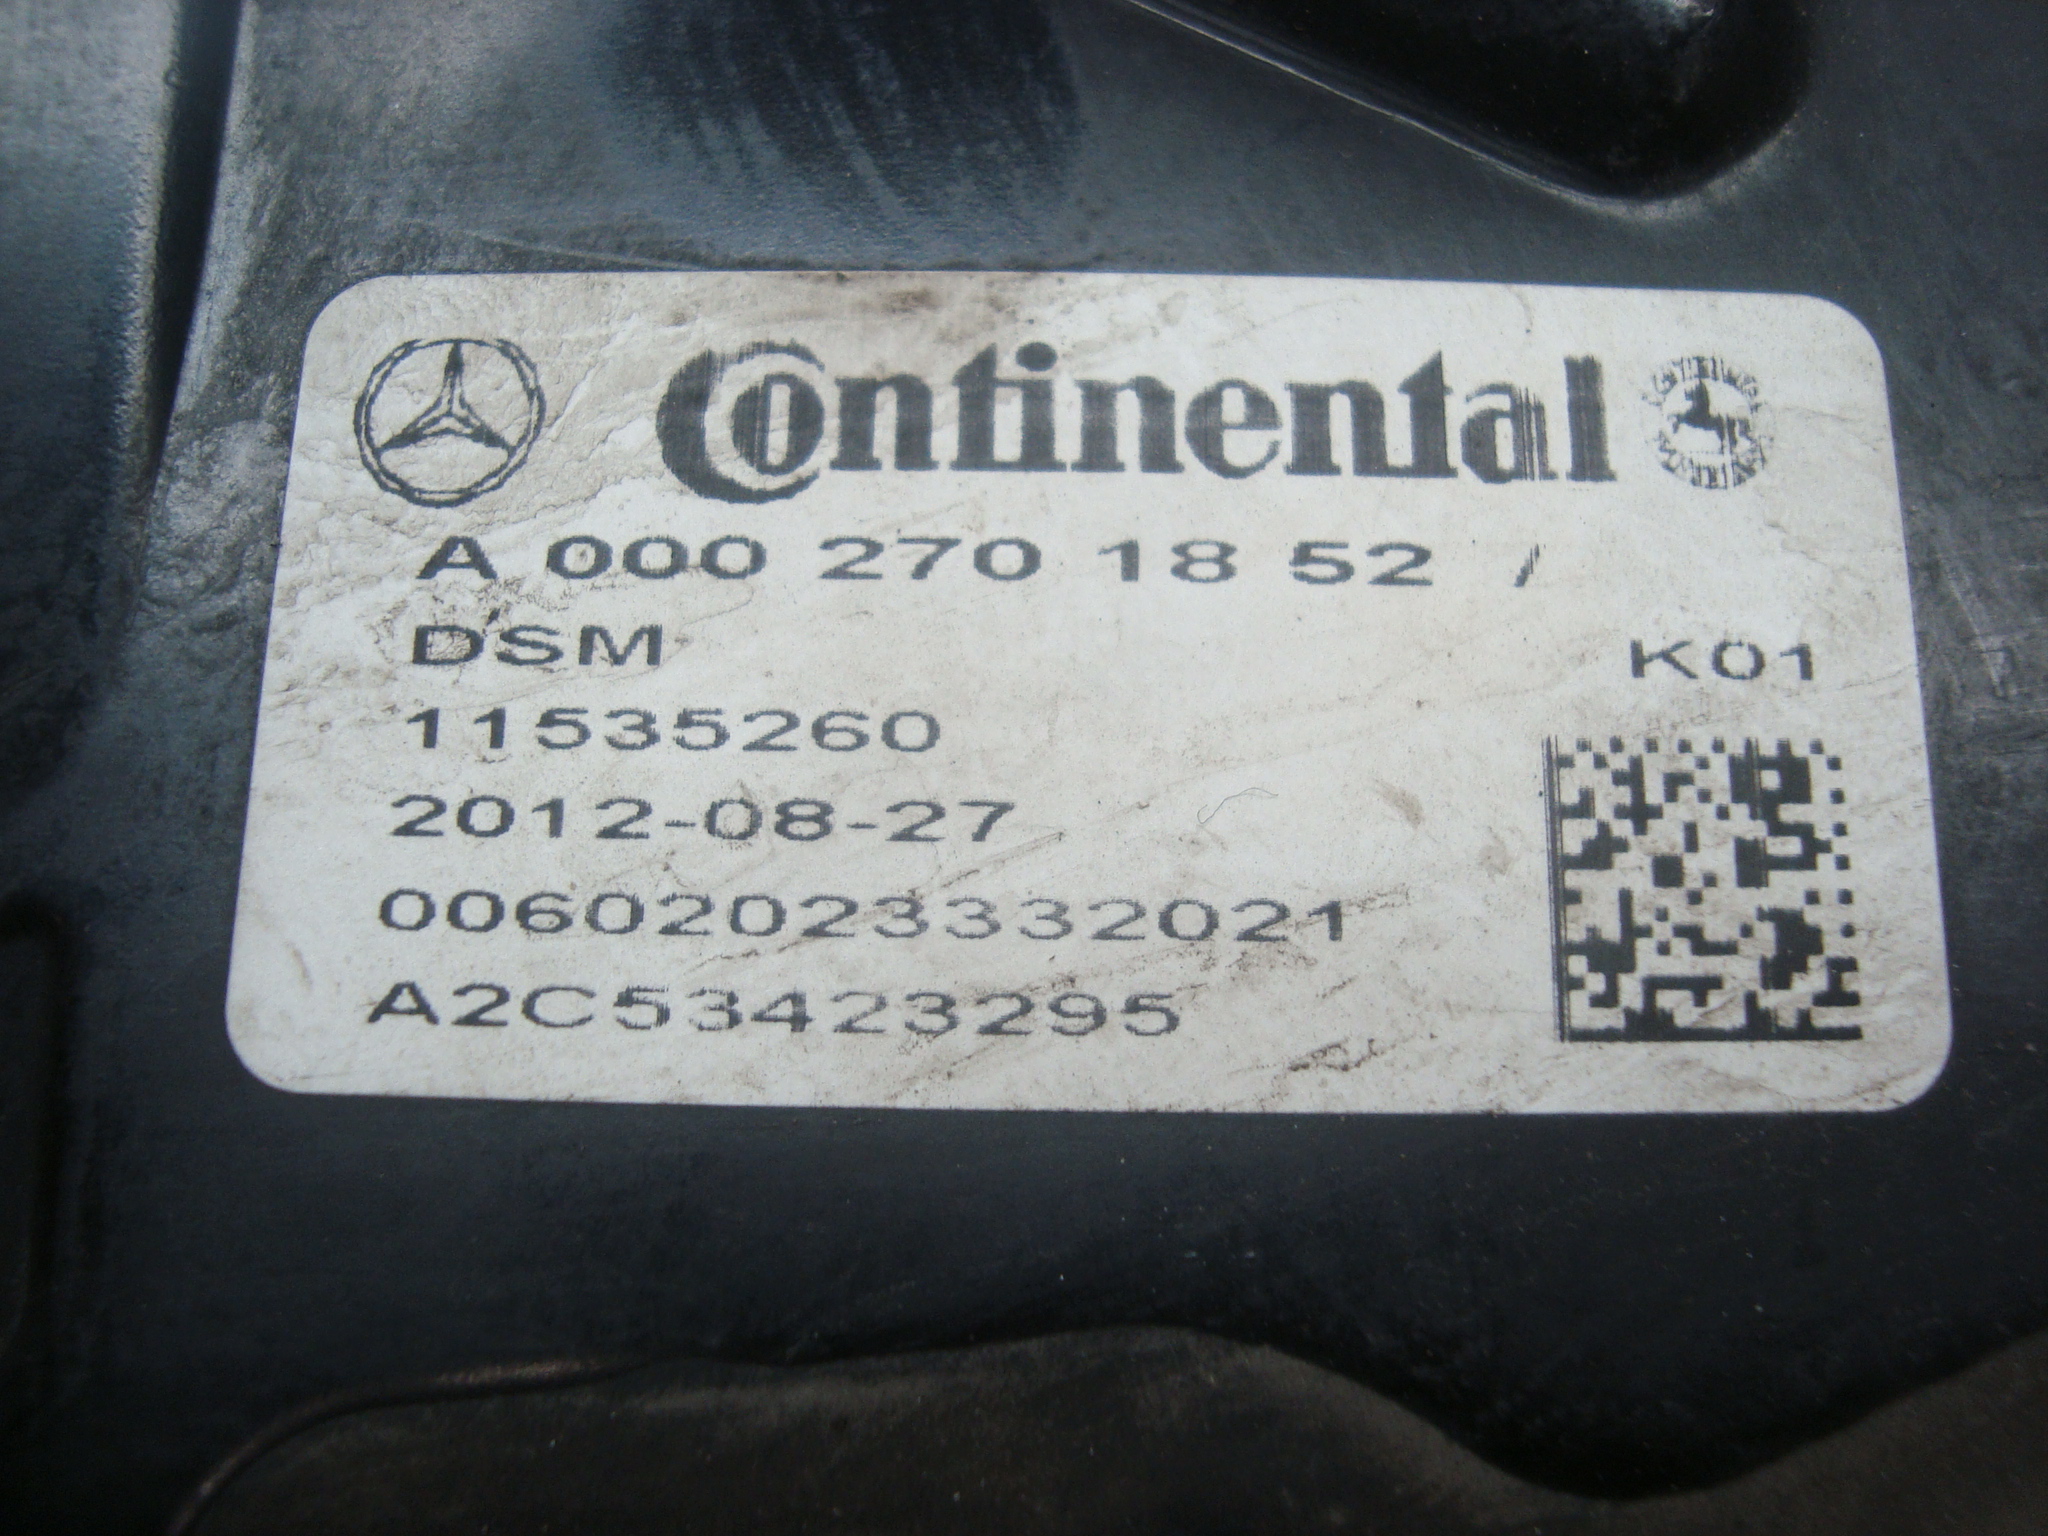 Continental
A 000 270 18 52 /
DSM
K01
11535260
2012-08-27
00602023332021
A2C53423295